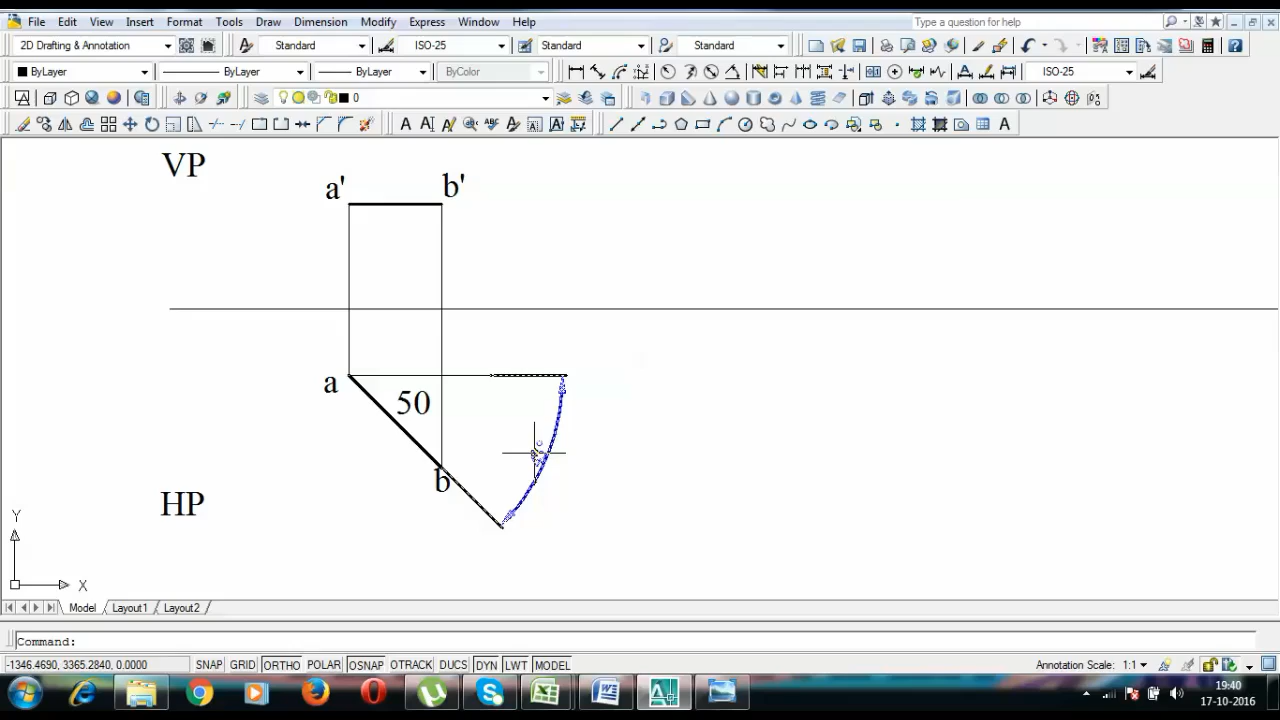 File Edit View Insert Format Tools Draw Dimension Modify Express Window Help Type a question for help
2D Drafting & Annotation Standard ISO-25 Standard Standard
ByLayer ByLayer ByLayer ByColor ISO-25
0
VP
a' b'
a
50
b
HP
Y
X
Model Layout1 Layout2
Command:
-1346.4690, 3365.2840, 0.0000 SNAP GRID ORTHO POLAR OSNAP OTRACK DUCS DYN LWT MODEL Annotation Scale: 1:1
19:40
17-10-2016